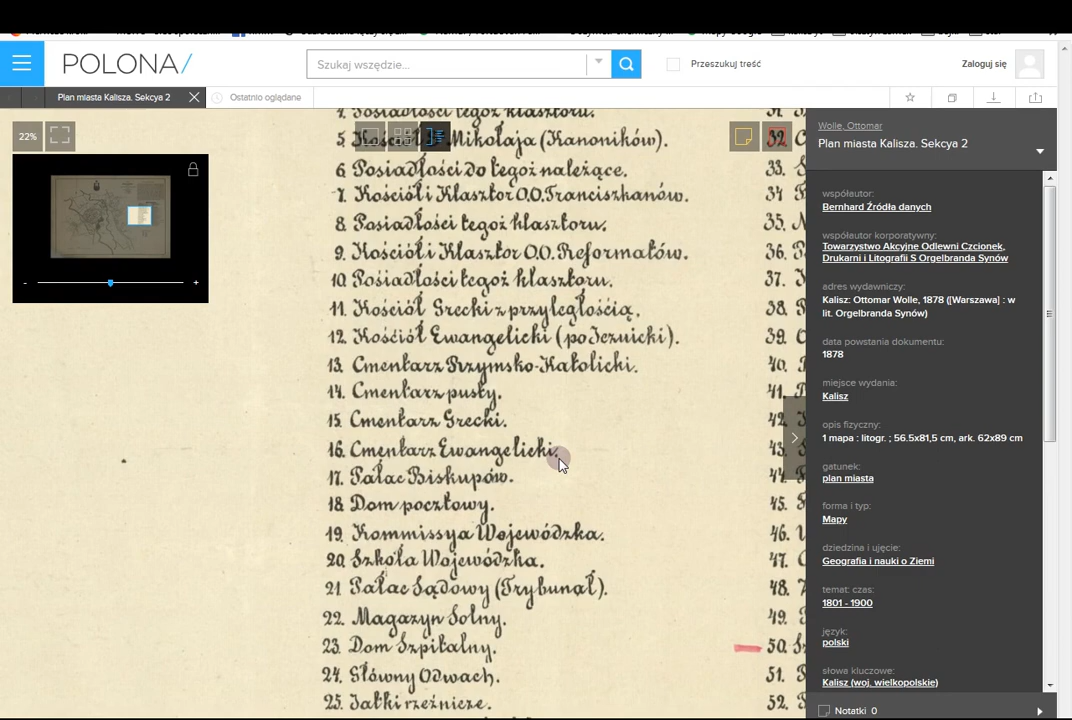 POLONA/
Szukaj wszędzie...
Przeszukuj treść
Zaloguj się
Plan miasta Kalisza. Sekcya 2
Ostatnio oglądane
22%
4. Posiadłości tegoż klasztoru.
5. Kościół Ś. Mikołaja (Kanoników).
6. Posiadłości do tegoż należące.
7. Kościół i Klasztor O.O. Franciszkanów.
8. Posiadłości tegoż klasztoru.
9. Kościół i Klasztor O.O. Reformatów.
10. Posiadłości tegoż klasztoru.
11. Kościół Grecki z przyległością.
12. Kościół Ewangelicki (po Jezuicki).
13. Cmentarz Rzymsko-Katolicki.
14. Cmentarz pusty.
15. Cmentarz Grecki.
16. Cmentarz Ewangelicki.
17. Pałac Biskupów.
18. Dom pocztowy.
19. Kommissya Wojewódzka.
20. Szkoła Wojewódzka.
21. Pałac Sądowy (Trybunał).
22. Magazyn Solny.
23. Dom Szpitalny.
24. Główny Odwach.
25. Jatki rzeźnicze.
32.
33.
34.
35.
36.
37.
38.
39.
40.
41.
42.
43.
44.
45.
46.
47.
48.
49.
50.
51.
52.
Wolle, Ottomar
Plan miasta Kalisza. Sekcya 2
współautor:
Bernhard Źródła danych
współautor korporatywny:
Towarzystwo Akcyjne Odlewni Czcionek,
Drukarni i Litografii S Orgelbranda Synów
adres wydawniczy:
Kalisz: Ottomar Wolle, 1878 ([Warszawa] : w
lit. Orgelbranda Synów)
data powstania dokumentu:
1878
miejsce wydania:
Kalisz
opis fizyczny:
1 mapa : litogr. ; 56.5x81,5 cm, ark. 62x89 cm
gatunek:
plan miasta
forma i typ:
Mapy
dziedzina i ujęcie:
Geografia i nauki o Ziemi
temat: czas:
1801 - 1900
język:
polski
słowa kluczowe:
Kalisz (woj. wielkopolskie)
Notatki 0